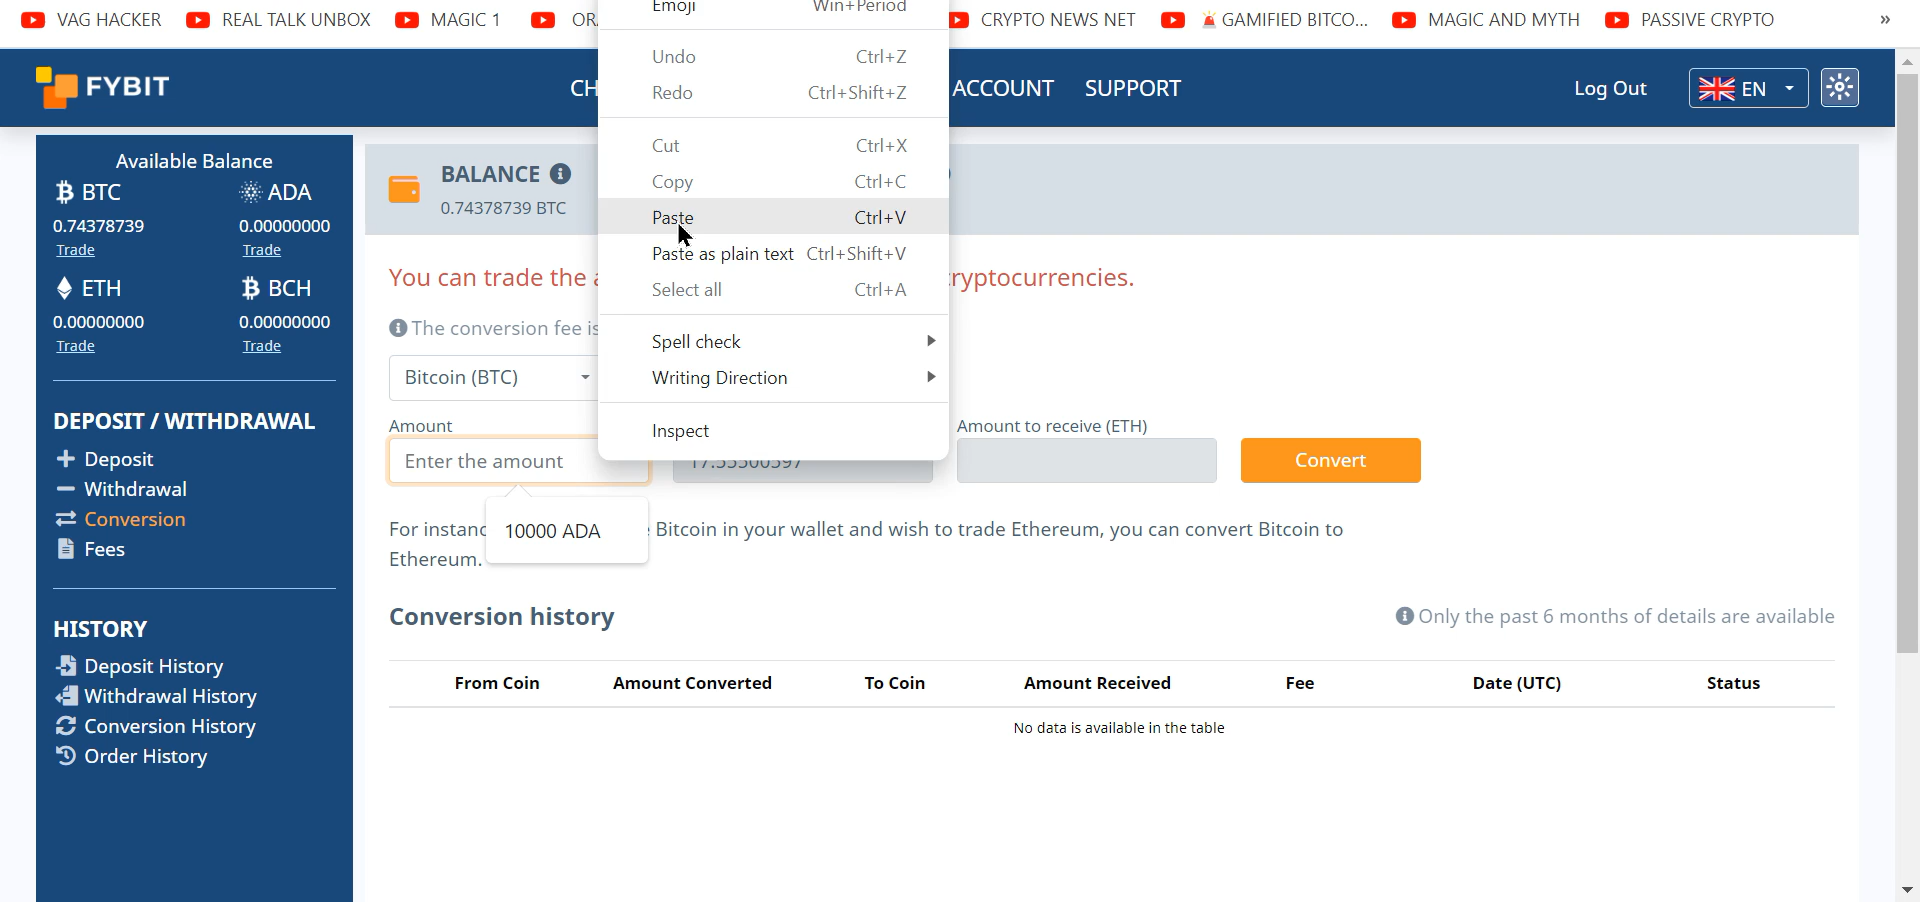 VAG HACKER REAL TALK UNBOX MAGIC 1 CRYPTO NEWS NET GAMIFIED BITCO... MAGIC AND MYTH PASSIVE CRYPTO »
FYBIT CH ACCOUNT SUPPORT Log Out EN
Emoji Win+Period
Undo Ctrl+Z
Redo Ctrl+Shift+Z
Cut Ctrl+X
Copy Ctrl+C
Paste Ctrl+V
Paste as plain text Ctrl+Shift+V
Select all Ctrl+A
Spell check
Writing Direction
Inspect
Available Balance
BTC ADA
0.74378739 0.00000000
Trade Trade
ETH BCH
0.00000000 0.00000000
Trade Trade
DEPOSIT / WITHDRAWAL
Deposit
Withdrawal
Conversion
Fees
HISTORY
Deposit History
Withdrawal History
Conversion History
Order History
BALANCE
0.74378739 BTC
You can trade the ryptocurrencies.
The conversion fee is
Bitcoin (BTC)
Amount Amount to receive (ETH)
Enter the amount Convert
10000 ADA
For instanc Bitcoin in your wallet and wish to trade Ethereum, you can convert Bitcoin to
Ethereum.
Conversion history Only the past 6 months of details are available
From Coin Amount Converted To Coin Amount Received Fee Date (UTC) Status
No data is available in the table